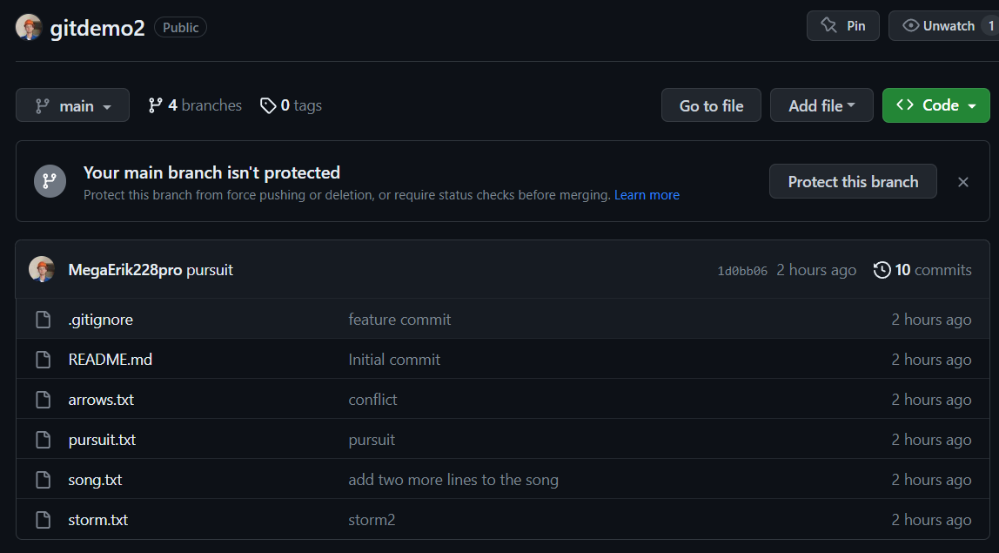 gitdemo2 Public Pin Unwatch 1
main 4 branches 0 tags Go to file Add file Code
Your main branch isn't protected
Protect this branch from force pushing or deletion, or require status checks before merging. Learn more
Protect this branch
MegaErik228pro pursuit 1d0bb06 2 hours ago 10 commits
.gitignore feature commit 2 hours ago
README.md Initial commit 2 hours ago
arrows.txt conflict 2 hours ago
pursuit.txt pursuit 2 hours ago
song.txt add two more lines to the song 2 hours ago
storm.txt storm2 2 hours ago